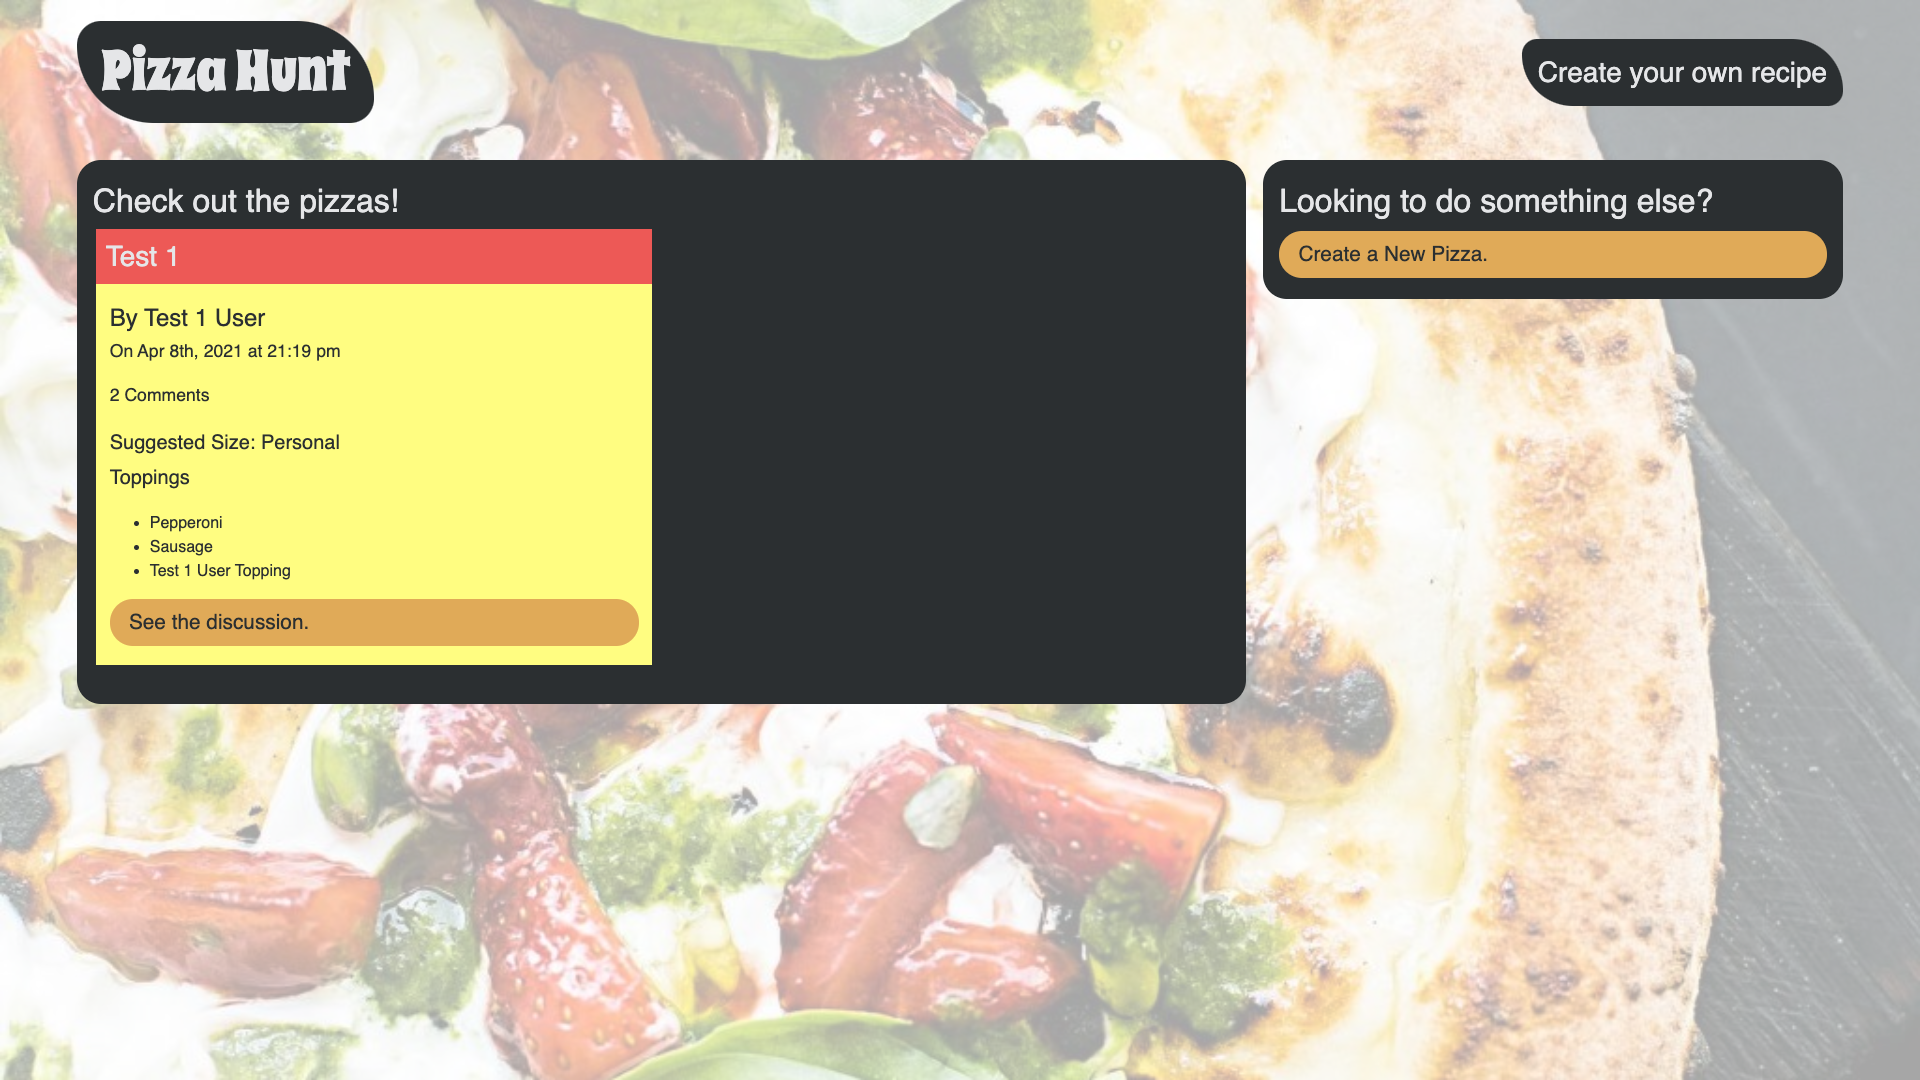 Pizza Hunt
Create your own recipe
Check out the pizzas!
Test 1
By Test 1 User
On Apr 8th, 2021 at 21:19 pm
2 Comments
Suggested Size: Personal
Toppings
Pepperoni
Sausage
Test 1 User Topping
See the discussion.
Looking to do something else?
Create a New Pizza.